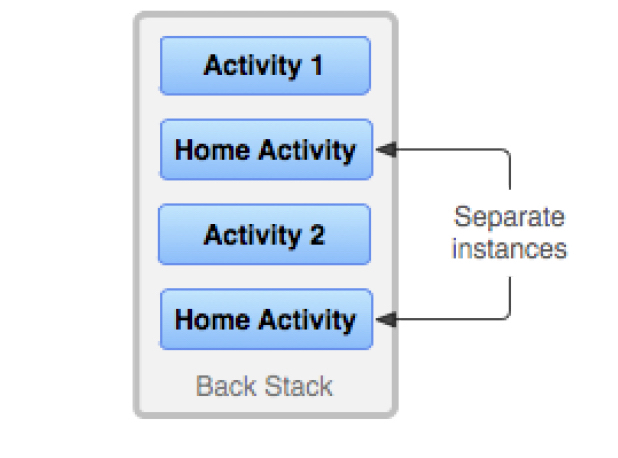 Activity 1
Home Activity
Activity 2
Home Activity
Back Stack
Separate
instances